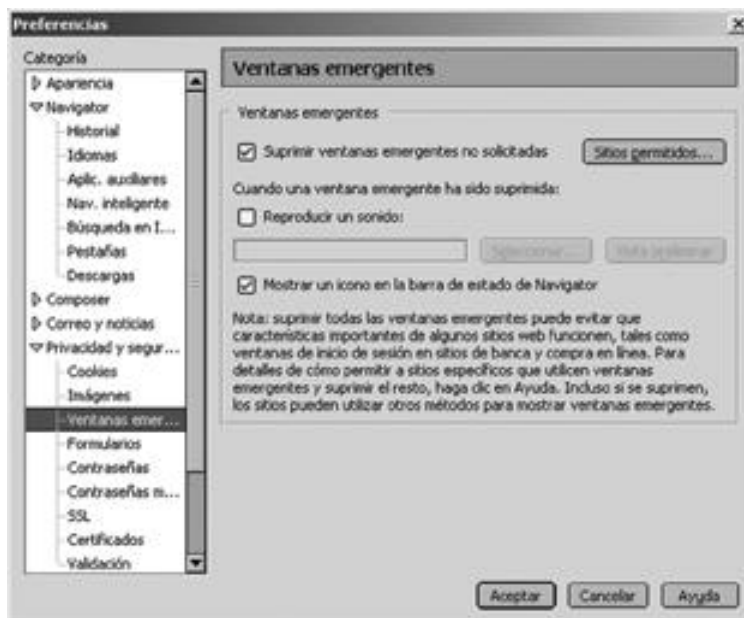 Preferencias
Categoría
Apariencia
Navigator
Historial
Idiomas
Aplic. auxiliares
Nav. inteligente
Búsqueda en I...
Pestañas
Descargas
Composer
Correo y noticias
Privacidad y segur...
Cookies
Imágenes
Ventanas emer...
Formularios
Contraseñas
Contraseñas m...
SSL
Certificados
Validación
Ventanas emergentes
Ventanas emergentes
Suprimir ventanas emergentes no solicitadas
Sitios permitidos...
Cuando una ventana emergente ha sido suprimida:
Reproducir un sonido:
Seleccionar...
Vista preliminar
Mostrar un icono en la barra de estado de Navigator
Nota: suprimir todas las ventanas emergentes puede evitar que
características importantes de algunos sitios web funcionen, tales como
ventanas de inicio de sesión en sitios de banca y compra en línea. Para
detalles de cómo permitir a sitios específicos que utilicen ventanas
emergentes y suprimir el resto, haga clic en Ayuda. Incluso si se suprimen,
los sitios pueden utilizar otros métodos para mostrar ventanas emergentes.
Aceptar
Cancelar
Ayuda